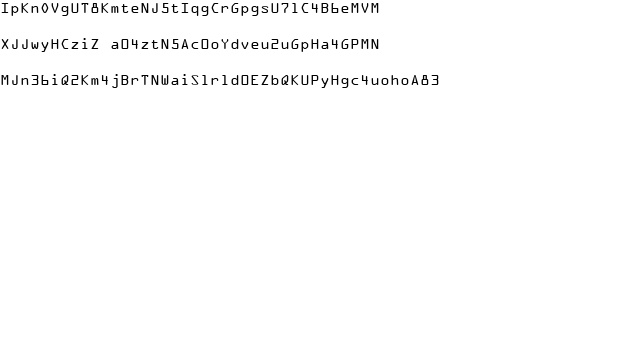 IpKn0VgUT8KmteNJ5tIqgCrGpgsU7lC4B6eMVM
XJJwyHCziZ aO4ztN5AcOoYdveu2uGpHa4GPMN
MJn36iQ2Km4jBrTNWaiSlrldOEZbQKUPyHgc4uohoA83